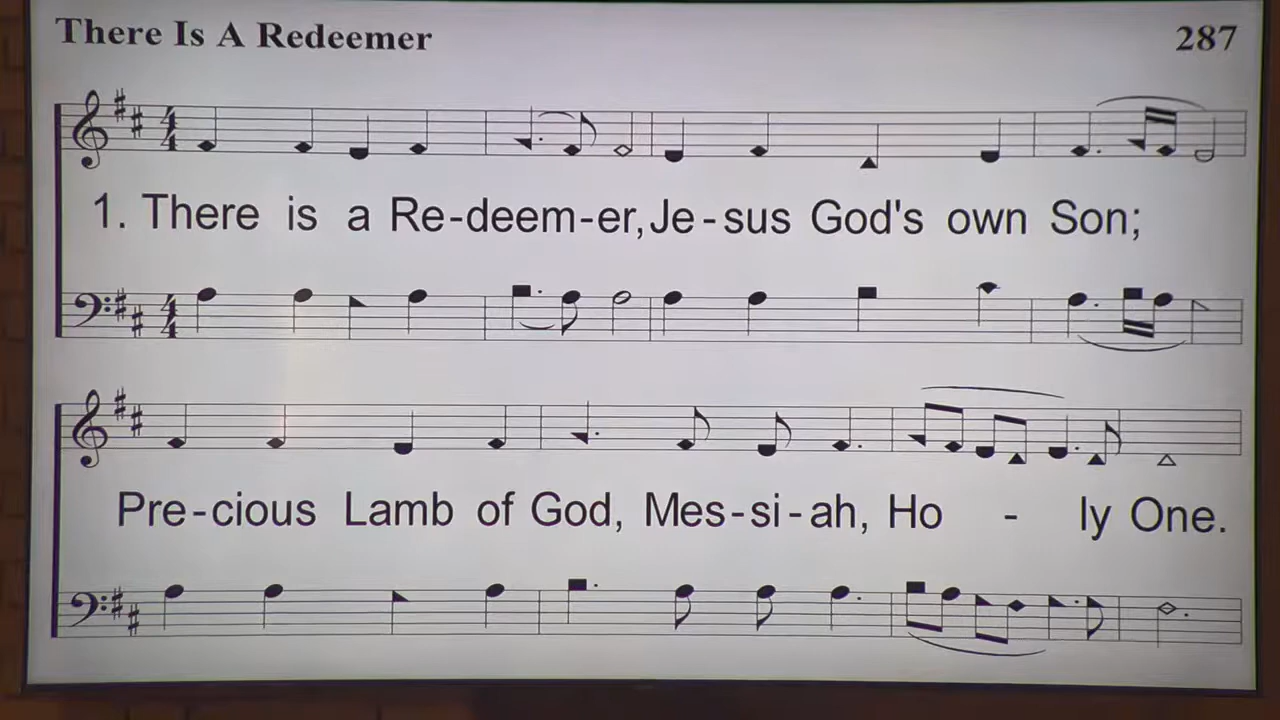 There Is A Redeemer 287
1. There is a Re-deem-er, Je-sus God's own Son;
Pre-cious Lamb of God, Mes-si-ah, Ho - ly One.